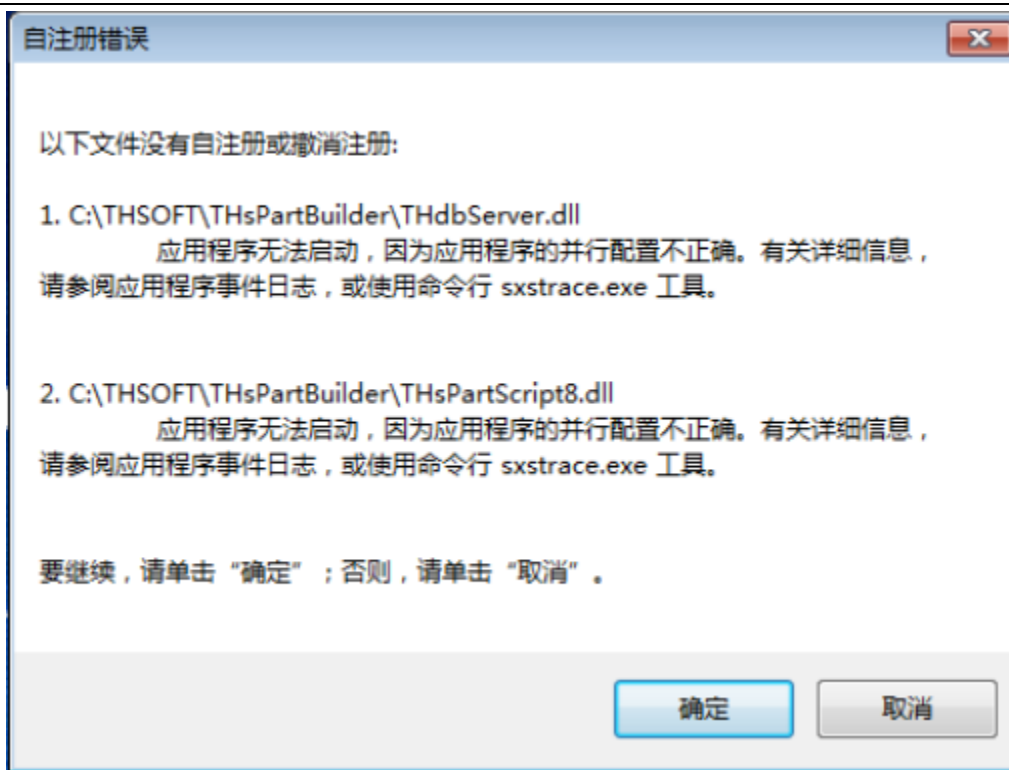 自注册错误
以下文件没有自注册或撤消注册:
1. C:\THSOFT\THsPartBuilder\THdbServer.dll
应用程序无法启动，因为应用程序的并行配置不正确。有关详细信息，
请参阅应用程序事件日志，或使用命令行 sxstrace.exe 工具。
2. C:\THSOFT\THsPartBuilder\THsPartScript8.dll
应用程序无法启动，因为应用程序的并行配置不正确。有关详细信息，
请参阅应用程序事件日志，或使用命令行 sxstrace.exe 工具。
要继续，请单击“确定”；否则，请单击“取消”。
确定
取消